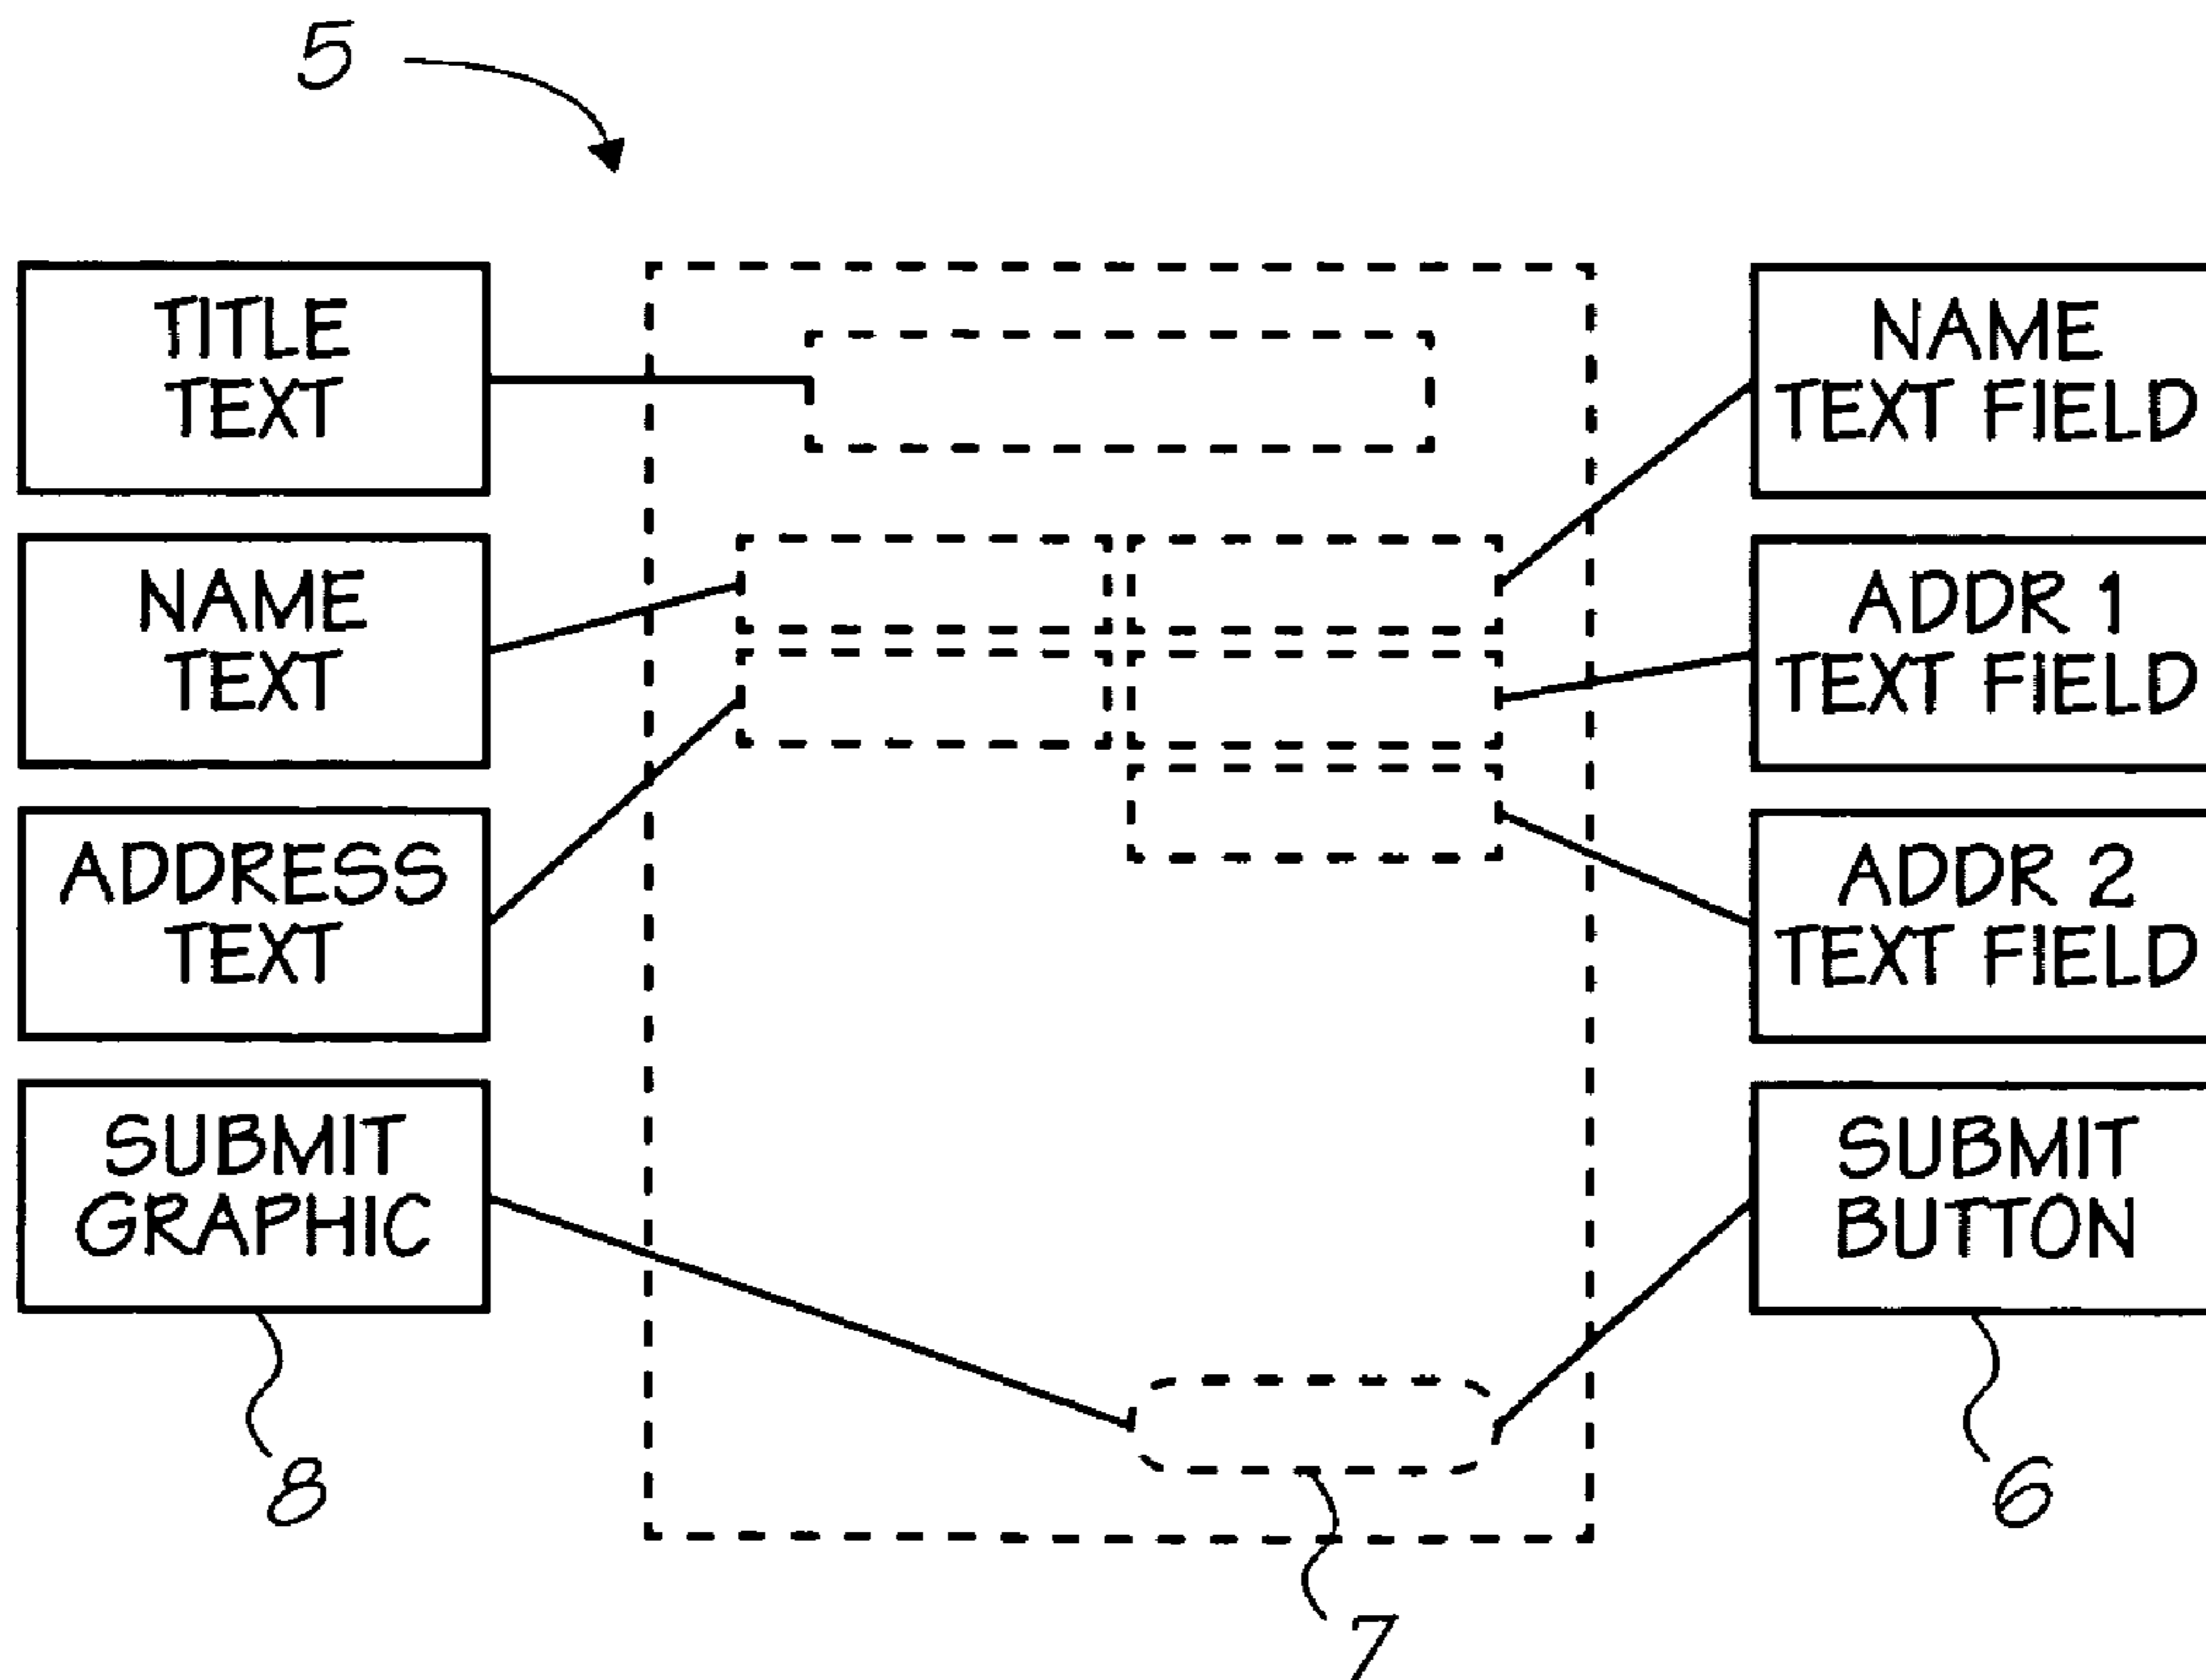 5
TITLE
TEXT
NAME
TEXT FIELD
NAME
TEXT
ADDR 1
TEXT FIELD
ADDRESS
TEXT
ADDR 2
TEXT FIELD
SUBMIT
GRAPHIC
SUBMIT
BUTTON
8
6
7